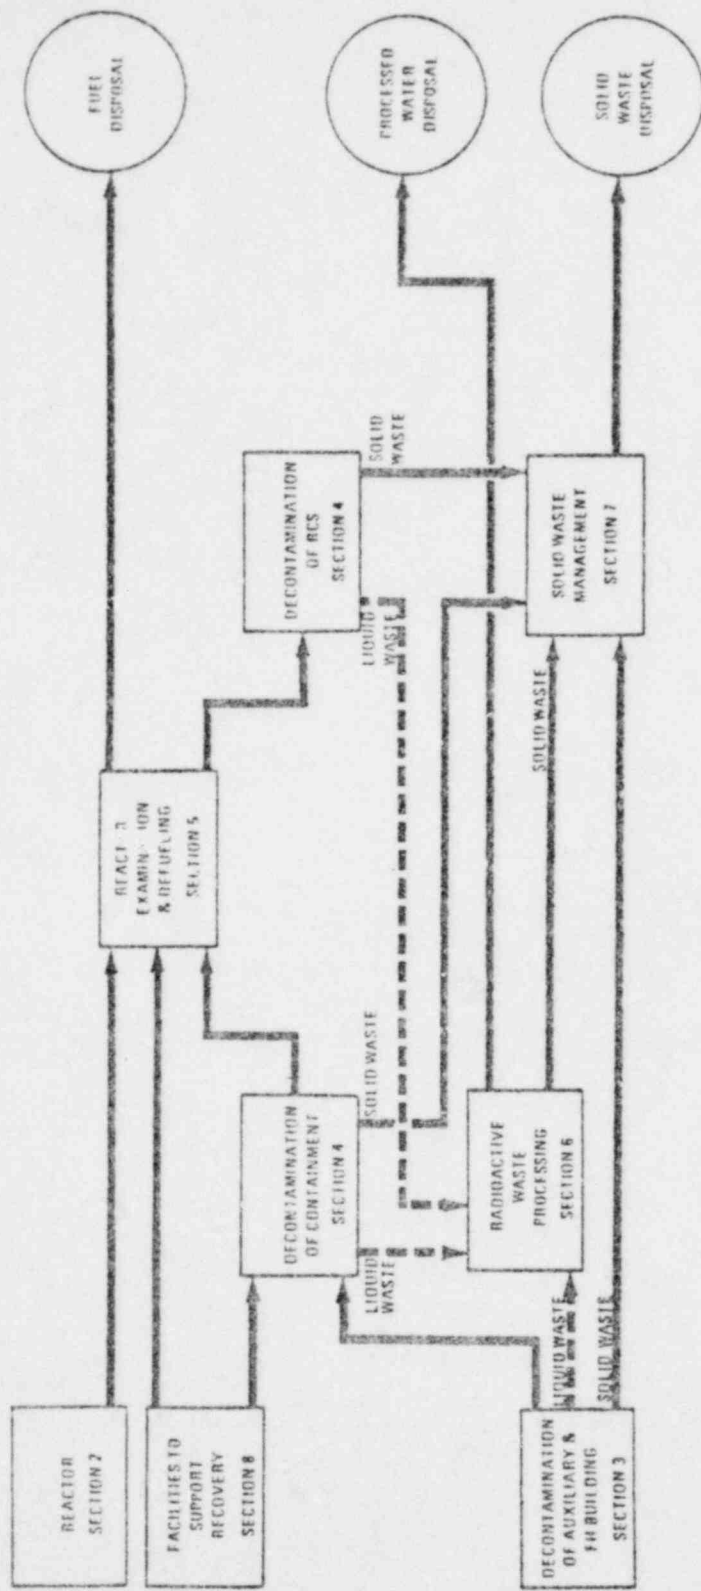 REACTOR
SECTION 2
FACILITIES TO
SUPPORT
RECOVERY
SECTION 8
DECONTAMINATION
OF AUXILIARY &
FH BUILDING
SECTION 3
LIQUID WASTE
SOLID WASTE
DECONTAMINATION
OF CONTAINMENT
SECTION 4
LIQUID
WASTE
SOLID WASTE
RADIOACTIVE
WASTE
PROCESSING
SECTION 6
SOLID WASTE
& DEFUELING
SECTION 5
DECONTAMINATION
OF RCS
SECTION 4
LIQUID
WASTE
SOLID
WASTE
SOLID WASTE
MANAGEMENT
SECTION 7
FUEL
DISPOSAL
PROCESSED
WATER
DISPOSAL
SOLID
WASTE
DISPOSAL